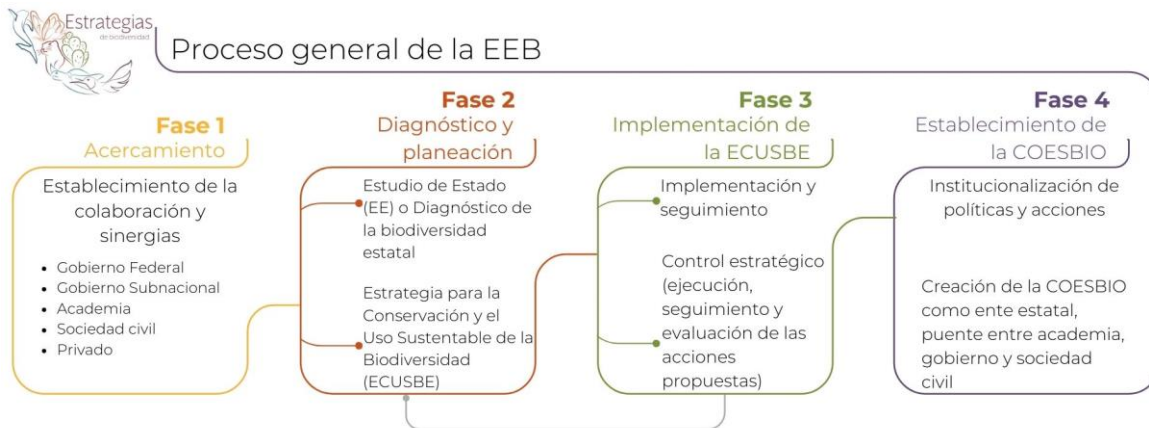 Estrategias
de biodiversidad
Proceso general de la EEB
Fase 1
Acercamiento
Establecimiento de la
colaboración y
sinergias
• Gobierno Federal
• Gobierno Subnacional
• Academia
• Sociedad civil
• Privado
Fase 2
Diagnóstico y
planeación
Estudio de Estado
(EE) o Diagnóstico de
la biodiversidad
estatal
Estrategia para la
Conservación y el
Uso Sustentable de la
Biodiversidad
(ECUSBE)
Fase 3
Implementación de
la ECUSBE
Implementación y
seguimiento
Control estratégico
(ejecución,
seguimiento y
evaluación de las
acciones
propuestas)
Fase 4
Establecimiento de
la COESBIO
Institucionalización de
políticas y acciones
Creación de la COESBIO
como ente estatal,
puente entre academia,
gobierno y sociedad
civil